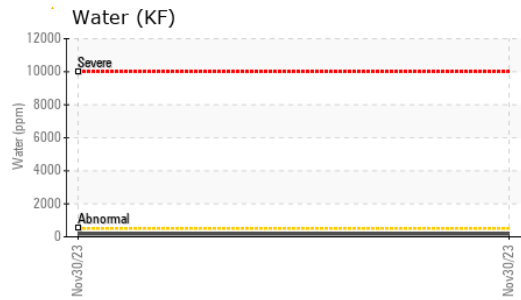 Water (KF)
12000
Severe
10000
8000
Water (ppm)
6000
4000
2000
Abnormal
0
Nov30/23
Nov30/23